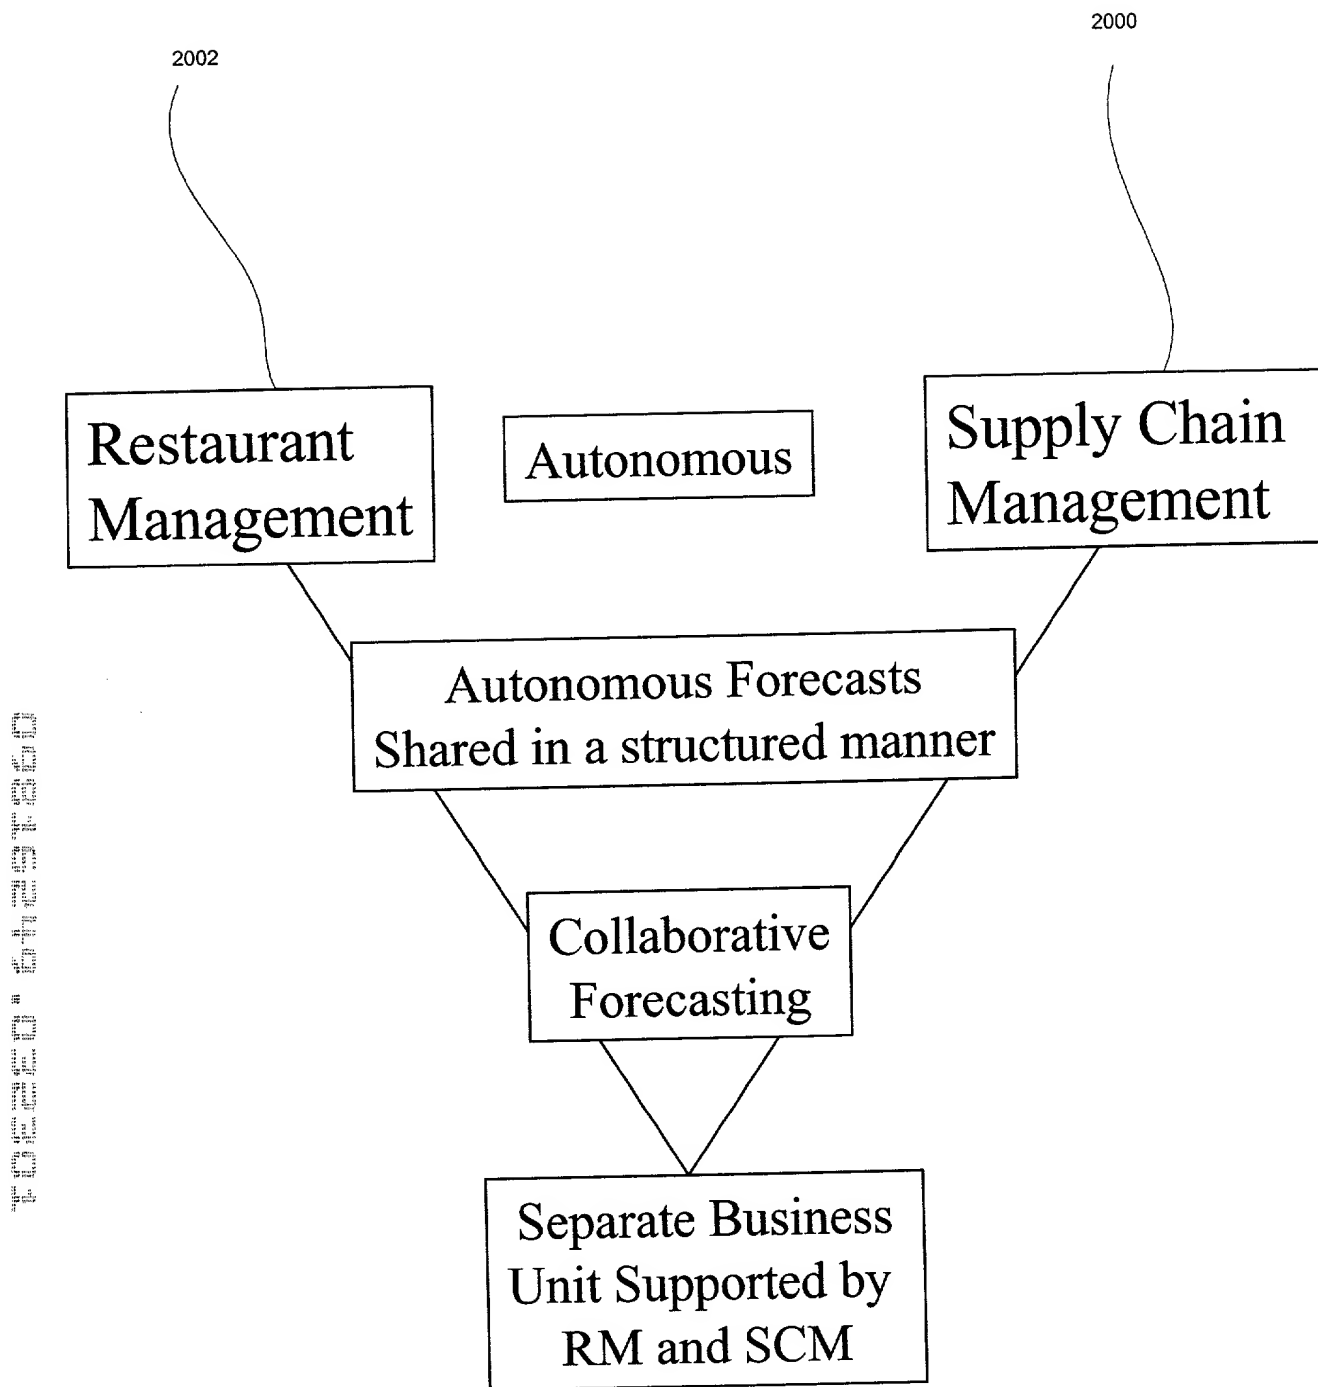 2002
2000
Restaurant
Management
Autonomous
Supply Chain
Management
Autonomous Forecasts
Shared in a structured manner
Collaborative
Forecasting
Separate Business
Unit Supported by
RM and SCM